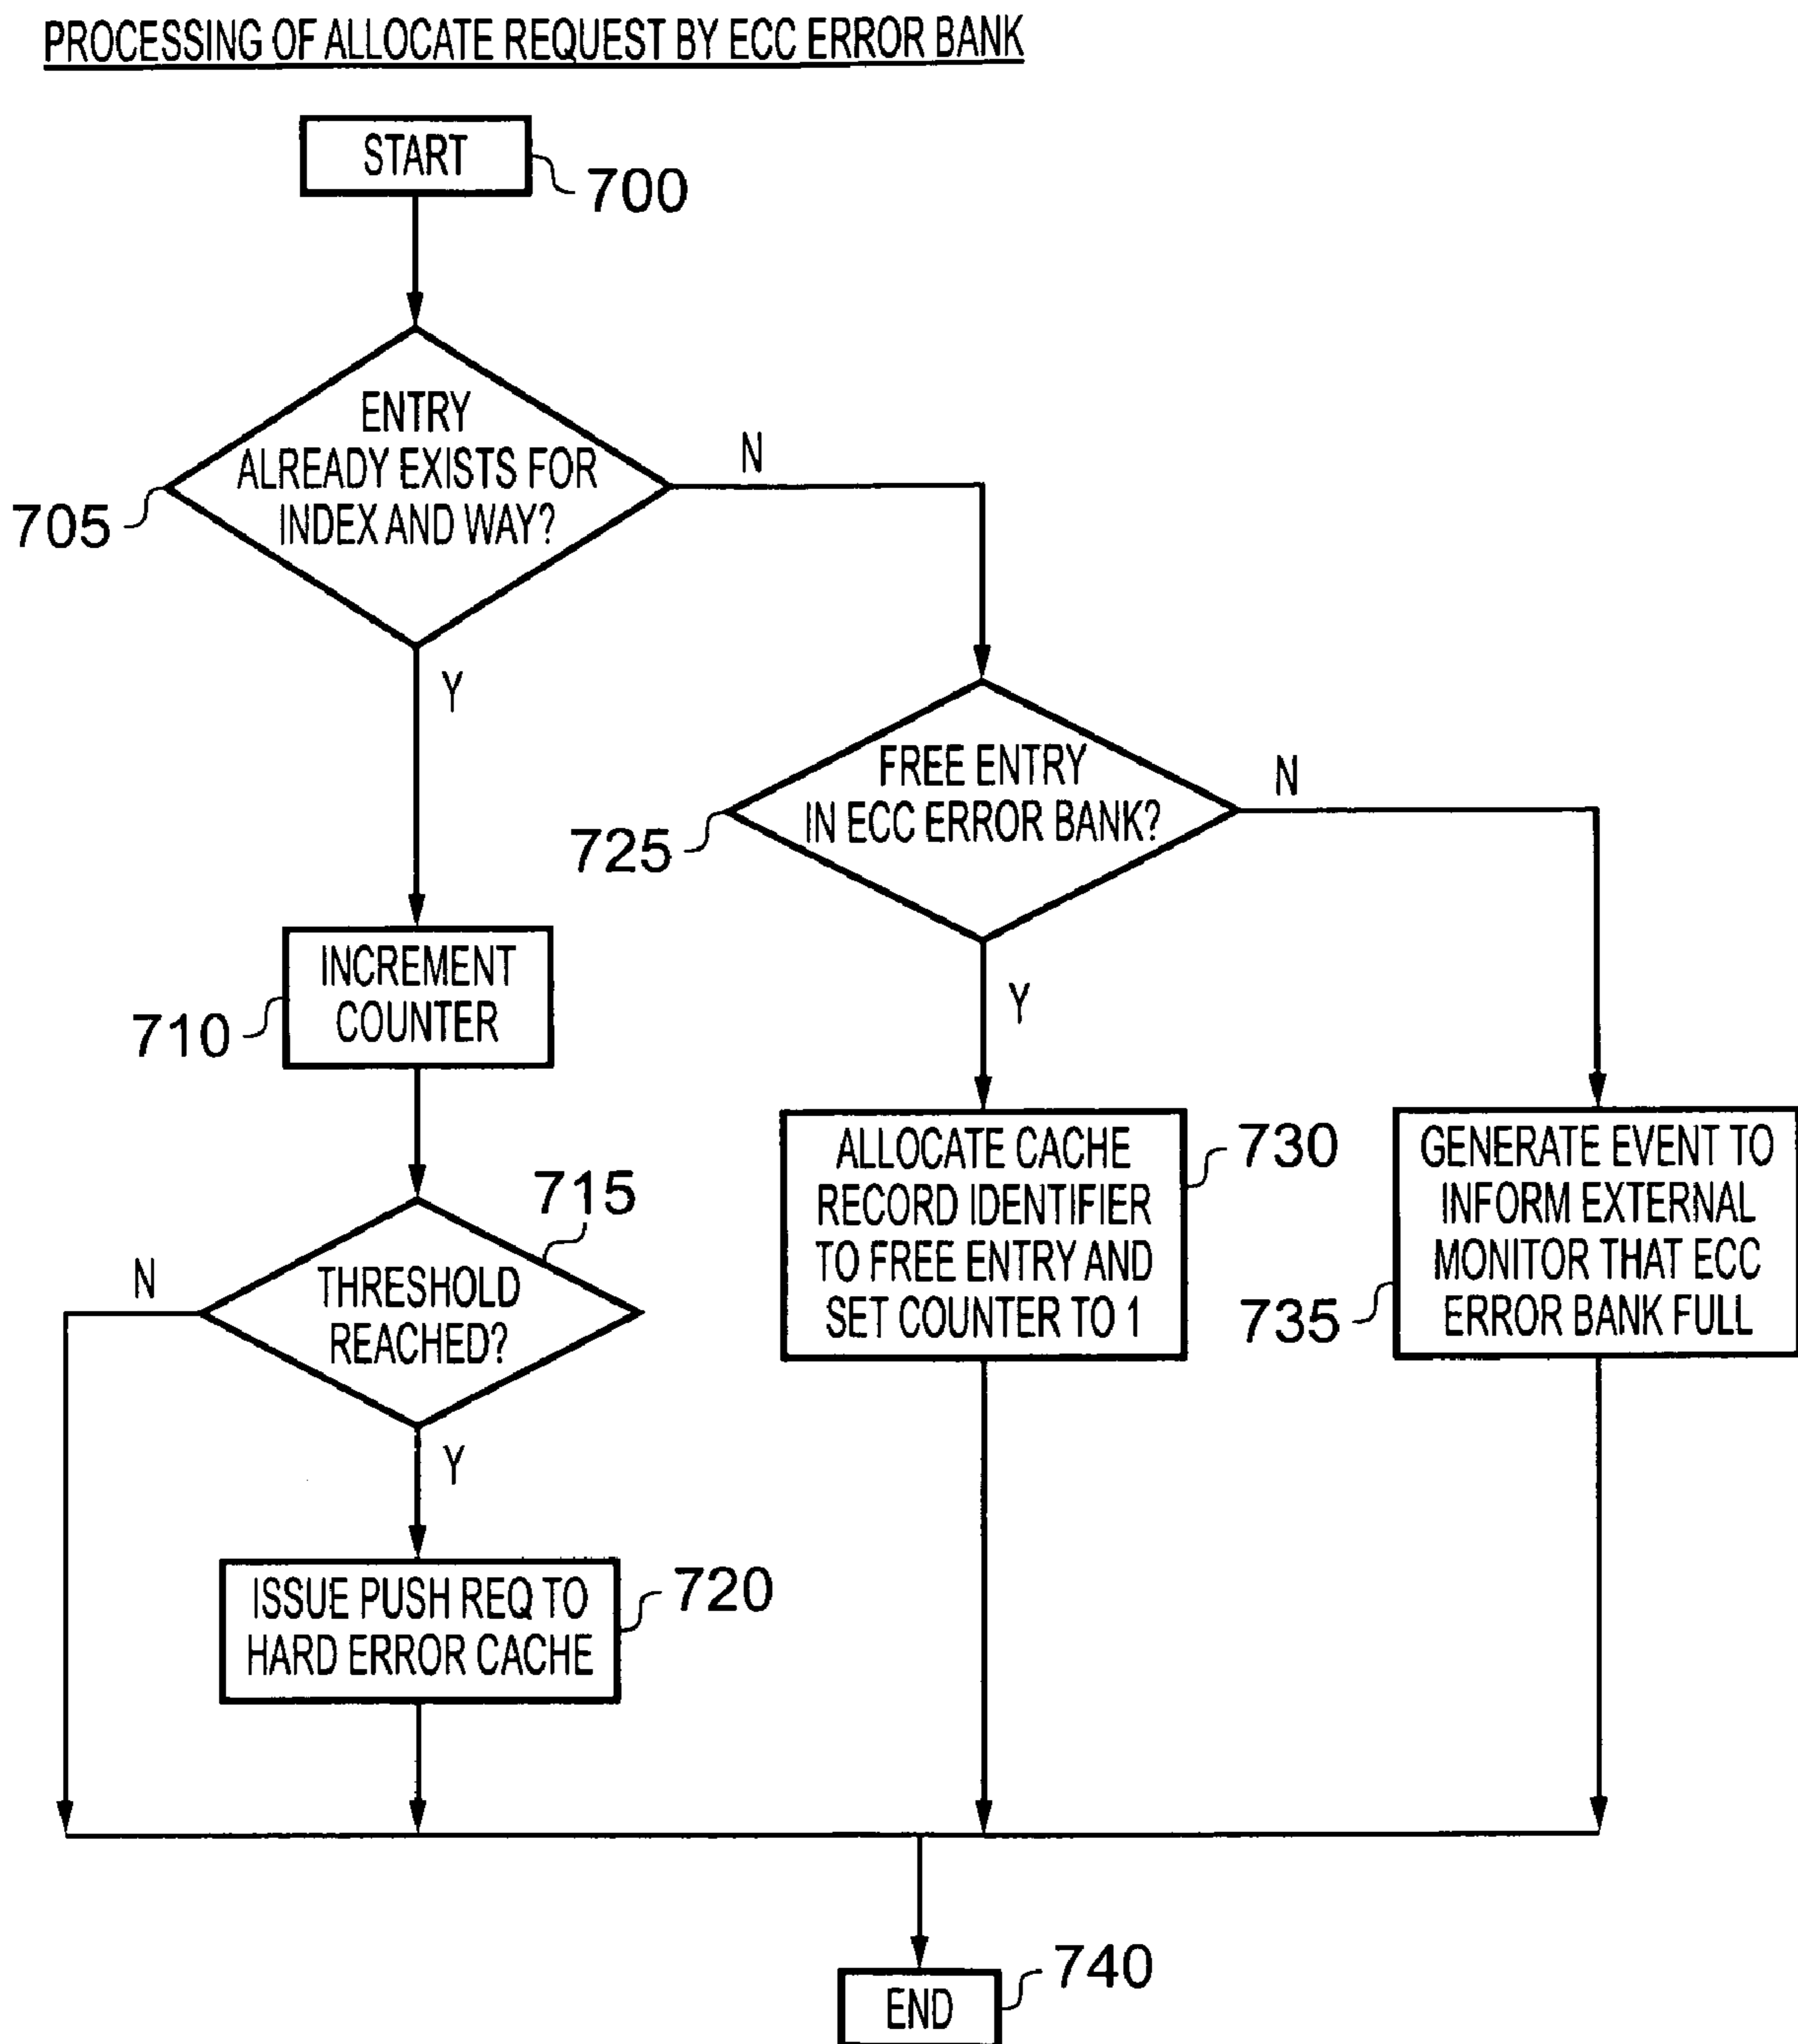 PROCESSING OF ALLOCATE REQUEST BY ECC ERROR BANK
START
700
ENTRY
ALREADY EXISTS FOR
INDEX AND WAY?
705
N
Y
FREE ENTRY
IN ECC ERROR BANK?
725
N
Y
INCREMENT
COUNTER
710
715
THRESHOLD
REACHED?
N
Y
ALLOCATE CACHE
RECORD IDENTIFIER
TO FREE ENTRY AND
SET COUNTER TO 1
730
GENERATE EVENT TO
INFORM EXTERNAL
MONITOR THAT ECC
ERROR BANK FULL
735
ISSUE PUSH REQ TO
HARD ERROR CACHE
720
END
740